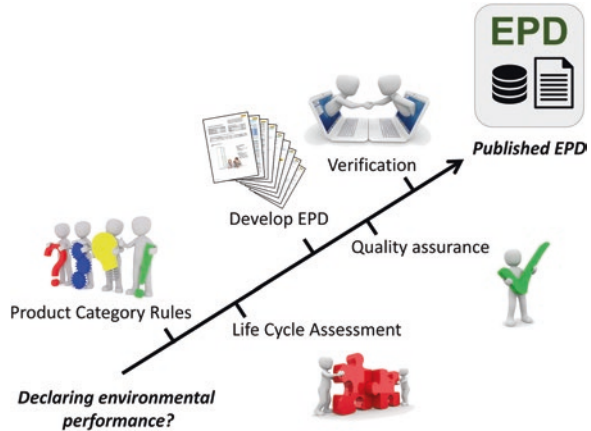 EPD
Published EPD
Verification
Develop EPD
Quality assurance
Product Category Rules
Life Cycle Assessment
Declaring environmental
performance?